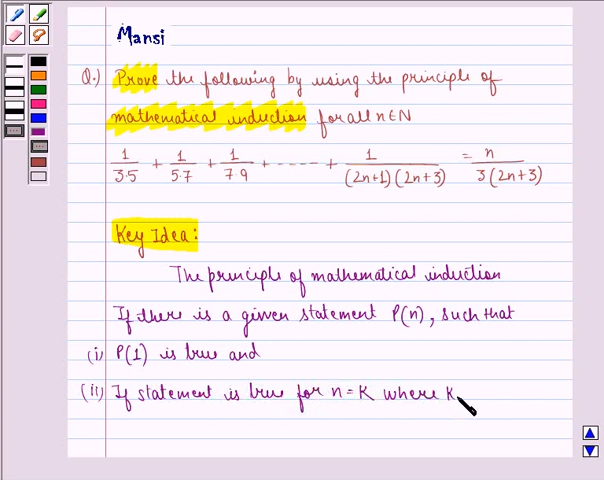 Mansi
Q.) Prove the following by using the principle of
mathematical induction for all n∈N
1/3.5 + 1/5.7 + 1/7.9 + ----- + 1/(2n+1)(2n+3) = n/3(2n+3)
Key Idea:
The principle of mathematical induction
If there is a given statement P(n), such that
(i) P(1) is true and
(ii) If statement is true for n=K where K